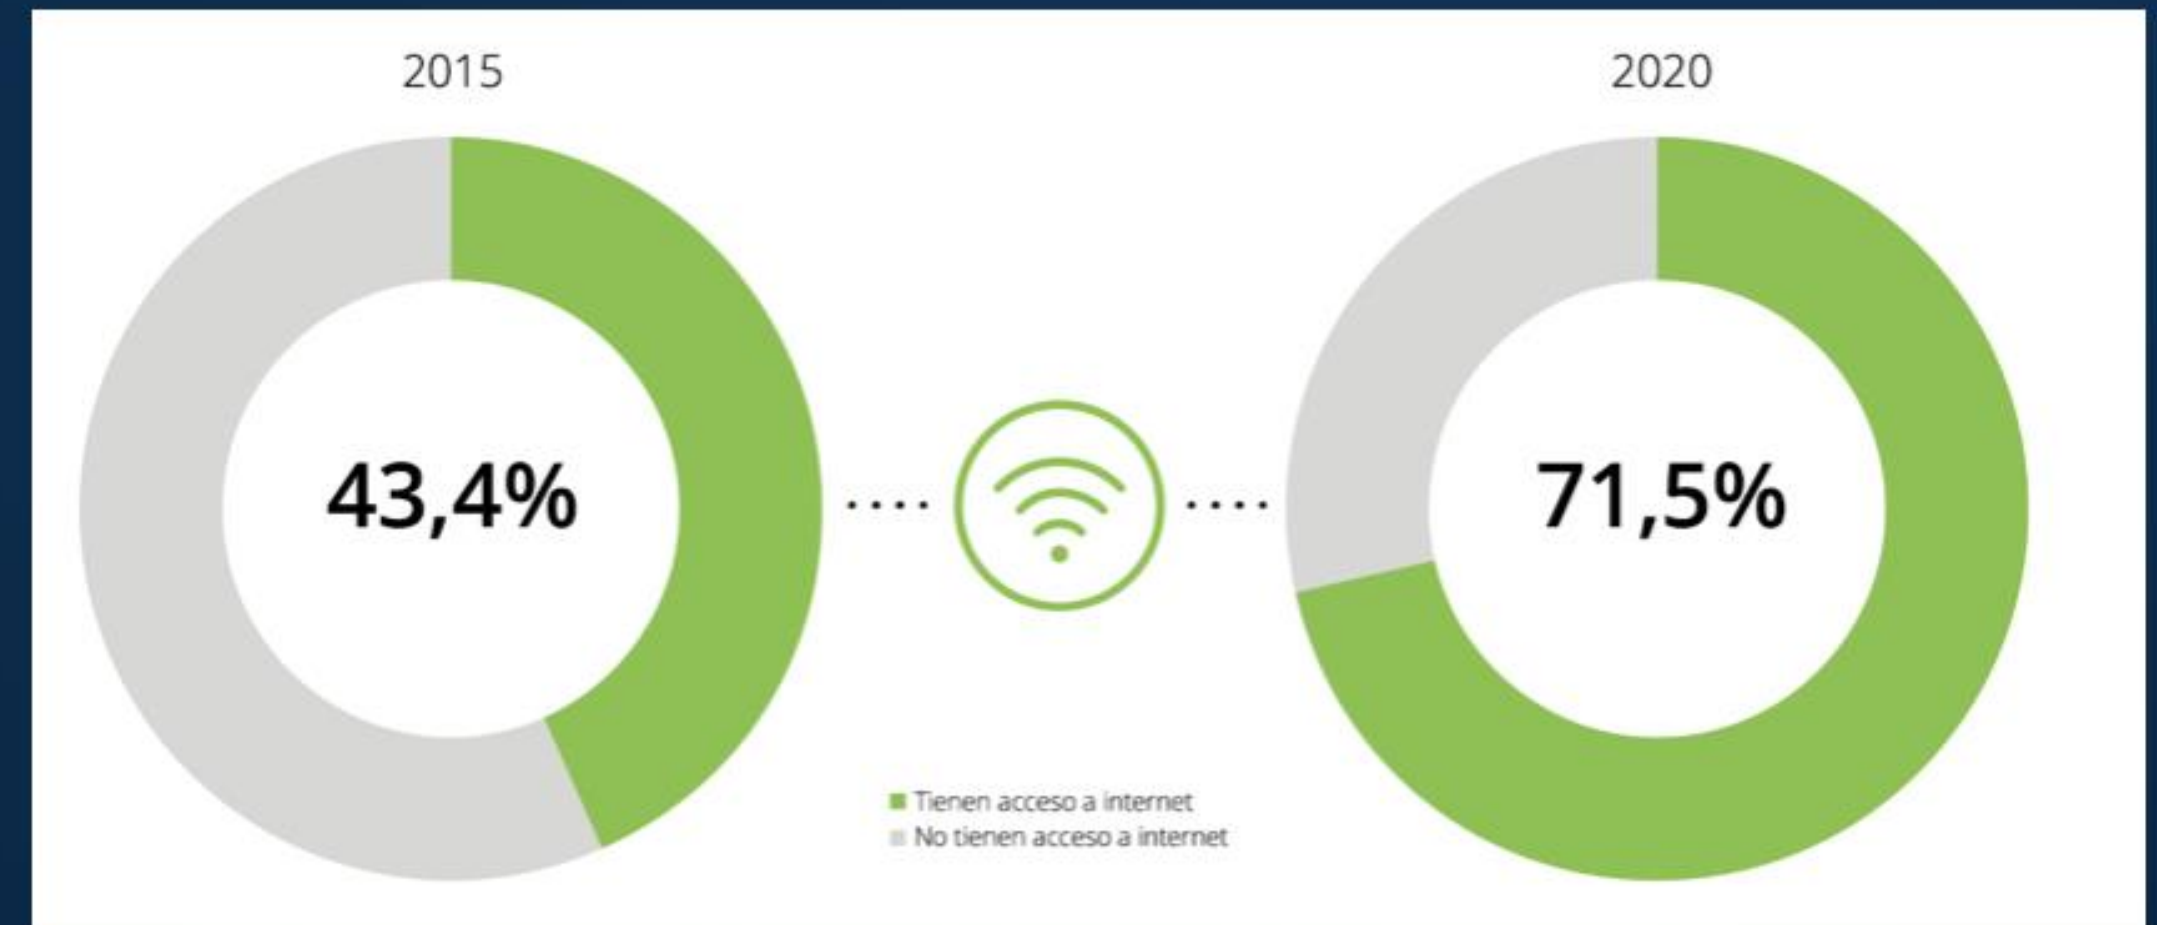 2015
2020
43,4%
71,5%
Tienen acceso a internet
No tienen acceso a internet